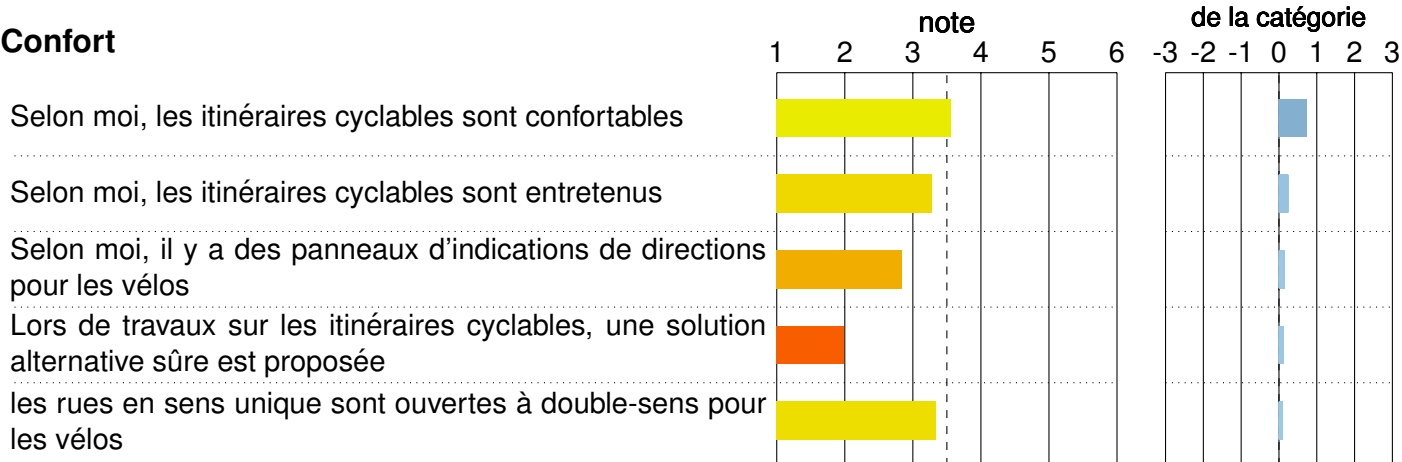 note
de la catégorie
Confort
1 2 3 4 5 6
-3 -2 -1 0 1 2 3
Selon moi, les itinéraires cyclables sont confortables
Selon moi, les itinéraires cyclables sont entretenus
Selon moi, il y a des panneaux d'indications de directions
pour les vélos
Lors de travaux sur les itinéraires cyclables, une solution
alternative sûre est proposée
les rues en sens unique sont ouvertes à double-sens pour
les vélos